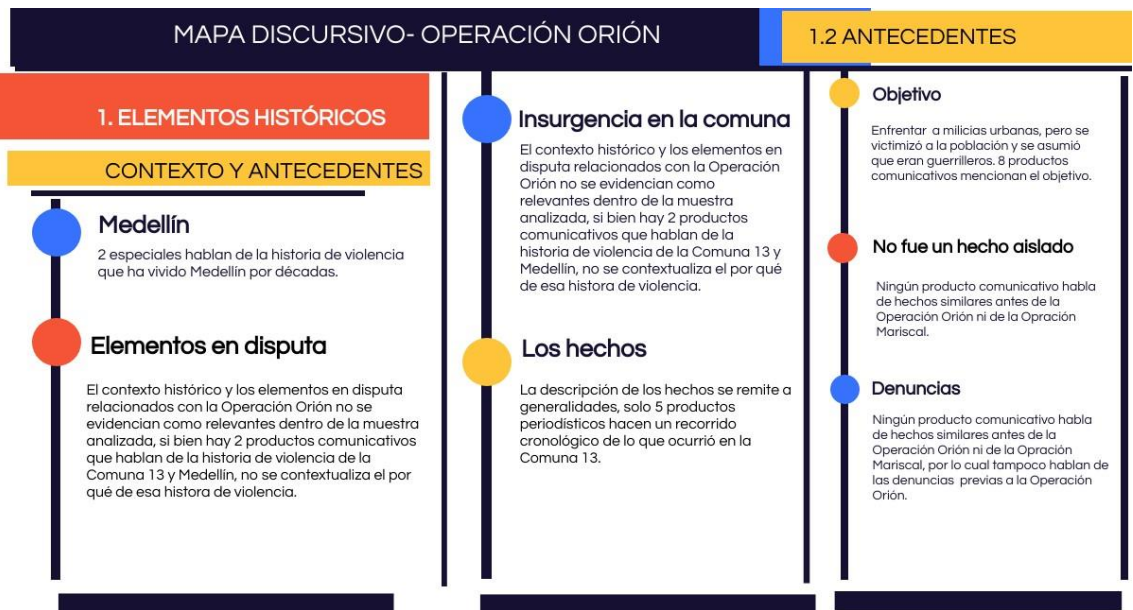 MAPA DISCURSIVO- OPERACIÓN ORIÓN
1. ELEMENTOS HISTÓRICOS
CONTEXTO Y ANTECEDENTES
Medellín
2 especiales hablan de la historia de violencia
que ha vivido Medellín por décadas.
Elementos en disputa
El contexto histórico y los elementos en disputa
relacionados con la Operación Orión no se
evidencian como relevantes dentro de la muestra
analizada, si bien hay 2 productos comunicativos
que hablan de la historia de violencia de la
Comuna 13 y Medellín, no se contextualiza el por
qué de esa histora de violencia.
Insurgencia en la comuna
El contexto histórico y los elementos en
disputa relacionados con la Operación
Orión no se evidencian como
relevantes dentro de la muestra
analizada, si bien hay 2 productos
comunicativos que hablan de la
historia de violencia de la Comuna 13 y
Medellín, no se contextualiza el por qué
de esa histora de violencia.
Los hechos
La descripción de los hechos se remite a
generalidades, solo 5 productos
periodísticos hacen un recorrido
cronológico de lo que ocurrió en la
Comuna 13.
1.2 ANTECEDENTES
Objetivo
Enfrentar a milicias urbanas, pero se
victimizó a la población y se asumió
que eran guerrilleros. 8 productos
comunicativos mencionan el objetivo.
No fue un hecho aislado
Ningún producto comunicativo habla
de hechos similares antes de la
Operación Orión ni de la Opración
Mariscal.
Denuncias
Ningún producto comunicativo habla
de hechos similares antes de la
Operación Orión ni de la Opración
Mariscal, por lo cual tampoco hablan de
las denuncias previas a la Operación
Orión.